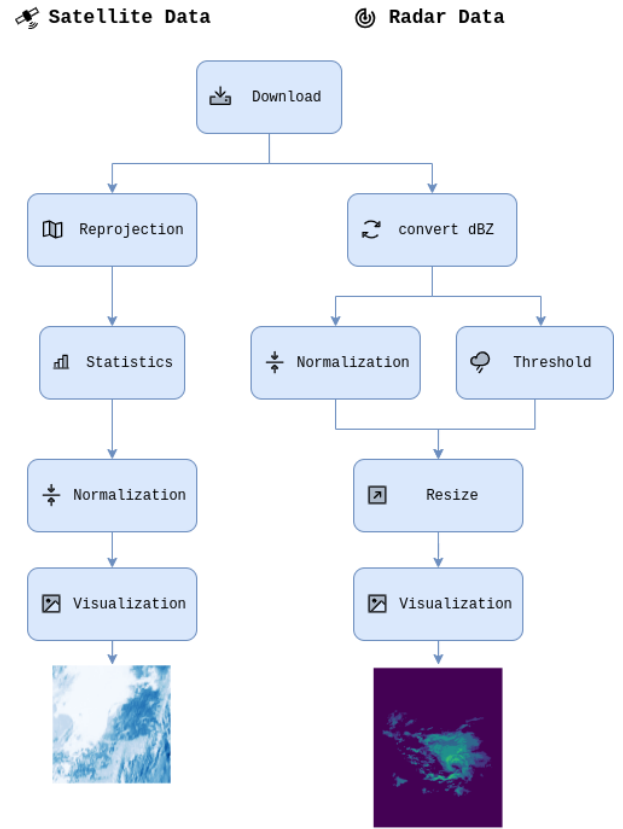 Satellite Data
Radar Data
Download
Reprojection
convert dBZ
Statistics
Normalization
Threshold
Normalization
Resize
Visualization
Visualization